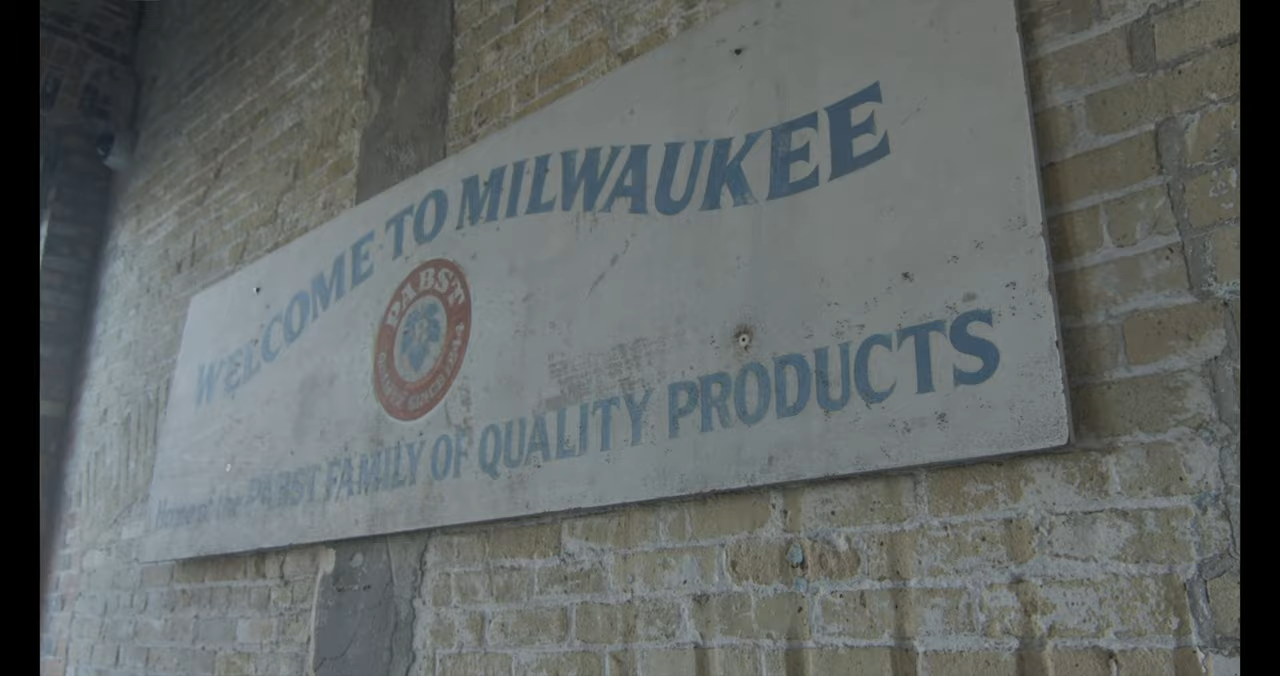 WELCOME TO MILWAUKEE
PABST
Home of the PABST FAMILY OF QUALITY PRODUCTS